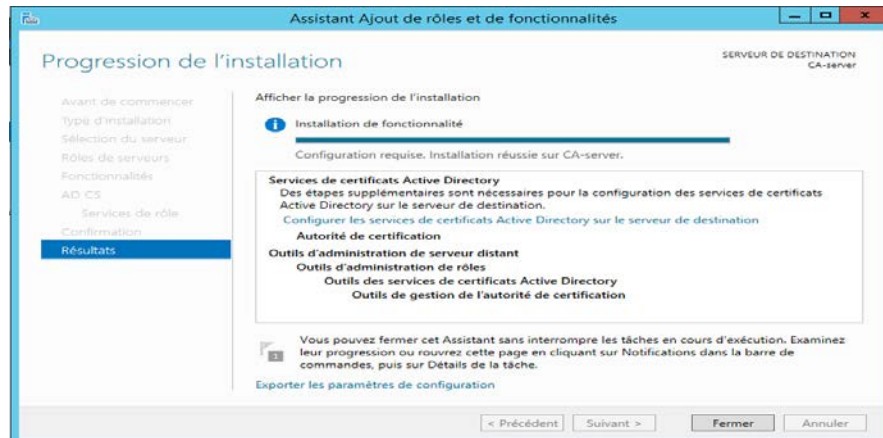 Assistant Ajout de rôles et de fonctionnalités
Progression de l'installation
SERVEUR DE DESTINATION
CA-server
Avant de commencer
Type d'installation
Sélection du serveur
Rôles de serveurs
Fonctionnalités
AD CS
Services de rôle
Confirmation
Résultats
Afficher la progression de l'installation
Installation de fonctionnalité
Configuration requise. Installation réussie sur CA-server.
Services de certificats Active Directory
Des étapes supplémentaires sont nécessaires pour la configuration des services de certificats
Active Directory sur le serveur de destination.
Configurer les services de certificats Active Directory sur le serveur de destination
Autorité de certification
Outils d'administration de serveur distant
Outils d'administration de rôles
Outils des services de certificats Active Directory
Outils de gestion de l'autorité de certification
1
Vous pouvez fermer cet Assistant sans interrompre les tâches en cours d'exécution. Examinez
leur progression ou rouvrez cette page en cliquant sur Notifications dans la barre de
commandes, puis sur Détails de la tâche.
Exporter les paramètres de configuration
< Précédent
Suivant >
Fermer
Annuler